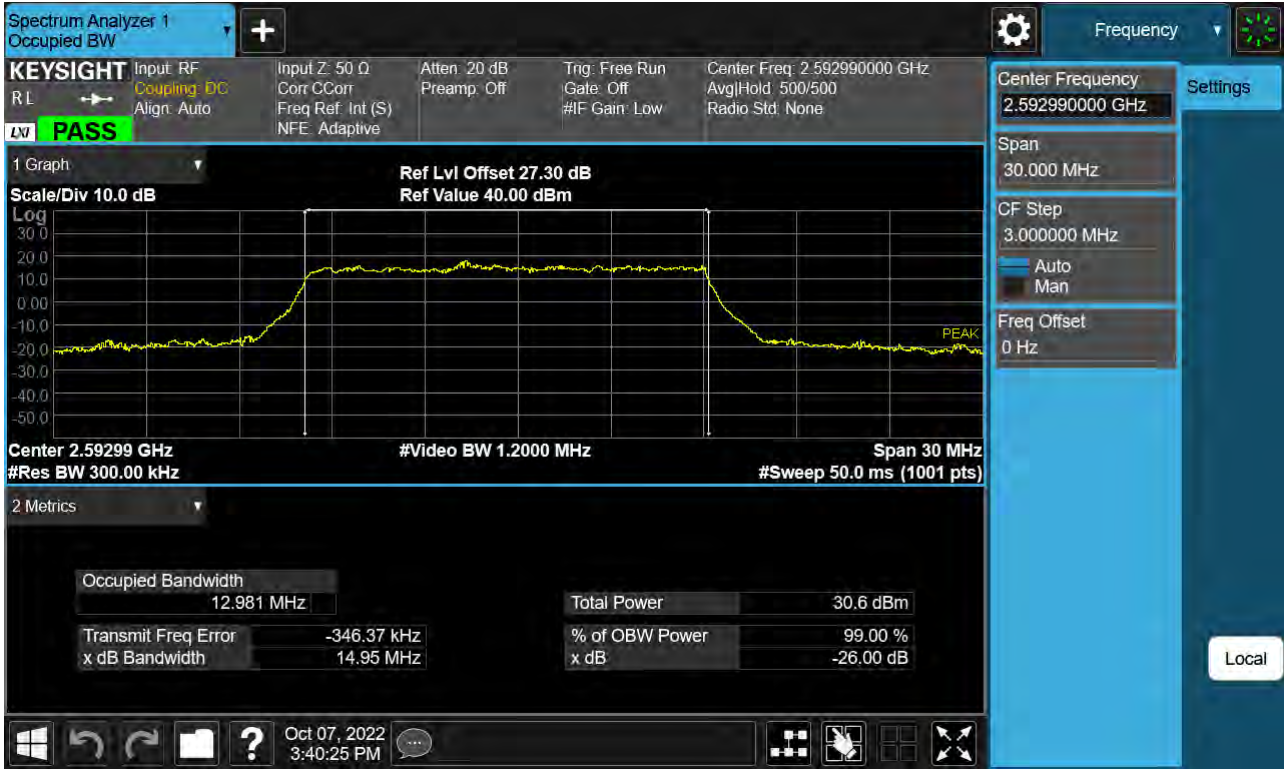 Spectrum Analyzer 1
Occupied BW
+
Frequency
KEYSIGHT
R L
LXI
PASS
Input: RF
Coupling: DC
Align: Auto
Input Z: 50 Ω
Corr CCorr
Freq Ref: Int (S)
NFE: Adaptive
Atten: 20 dB
Preamp: Off
Trig: Free Run
Gate: Off
#IF Gain: Low
Center Freq: 2.592990000 GHz
Avg|Hold: 500/500
Radio Std: None
Center Frequency
2.592990000 GHz
Settings
Span
30.000 MHz
CF Step
3.000000 MHz
Auto
Man
Freq Offset
0 Hz
Local
1 Graph
Scale/Div 10.0 dB
Ref Lvl Offset 27.30 dB
Ref Value 40.00 dBm
Log
30.0
20.0
10.0
0.00
-10.0
-20.0
-30.0
-40.0
-50.0
PEAK
Center 2.59299 GHz
#Video BW 1.2000 MHz
Span 30 MHz
#Res BW 300.00 kHz
#Sweep 50.0 ms (1001 pts)
2 Metrics
Occupied Bandwidth
12.981 MHz
Total Power 30.6 dBm
Transmit Freq Error -346.37 kHz
% of OBW Power 99.00 %
x dB Bandwidth 14.95 MHz
x dB -26.00 dB
?
Oct 07, 2022
3:40:25 PM